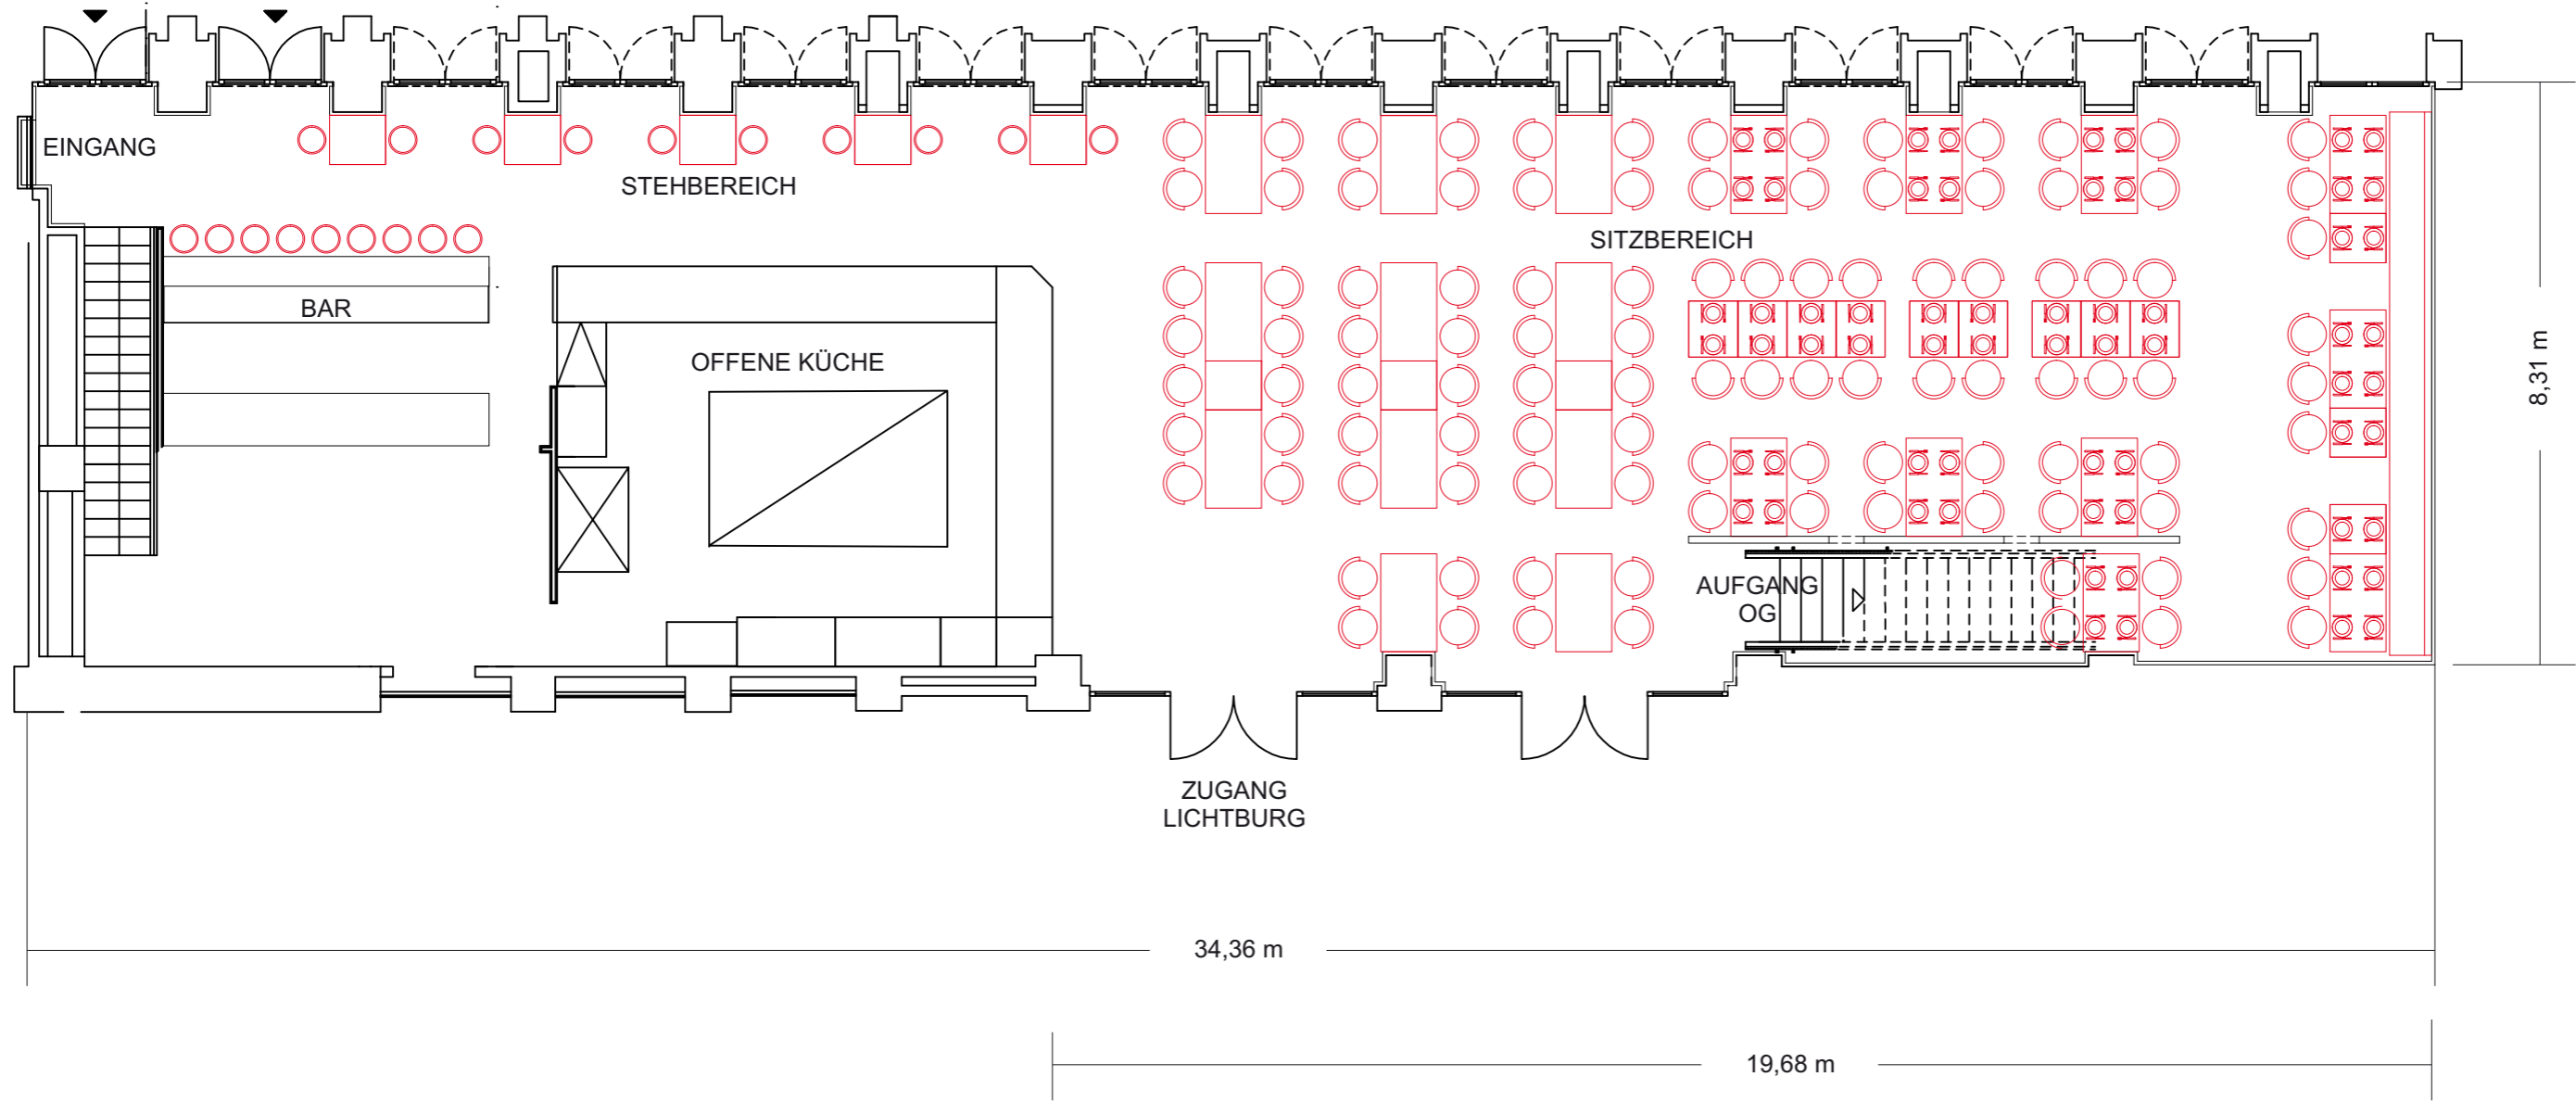 EINGANG
STEHBEREICH
SITZBEREICH
BAR
OFFENE KÜCHE
8,31 m
AUFGANG
OG
ZUGANG
LICHTBURG
34,36 m
19,68 m